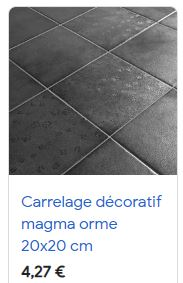 Carrelage décoratif
magma orme
20x20 cm
4,27 €